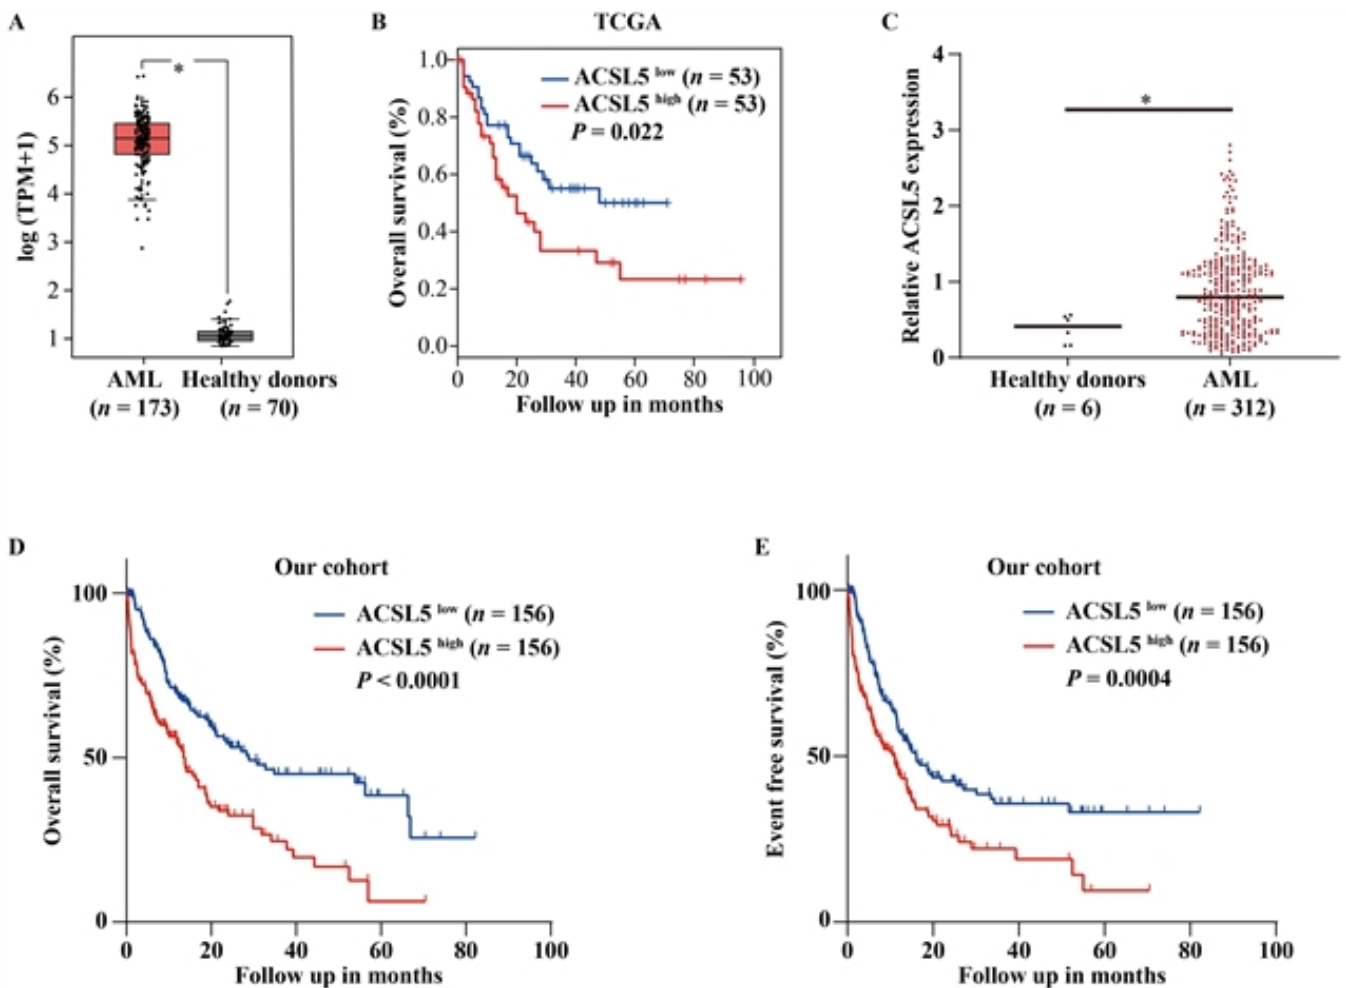 A
log (TPM+1)
6
5
4
3
2
1
*
AML
(n = 173)
Healthy donors
(n = 70)
B
TCGA
Overall survival (%)
1.0
0.8
0.6
0.4
0.2
0.0
ACSL5 low (n = 53)
ACSL5 high (n = 53)
P = 0.022
0 20 40 60 80 100
Follow up in months
C
Relative ACSL5 expression
4
3
2
1
0
*
Healthy donors
(n = 6)
AML
(n = 312)
D
Our cohort
Overall survival (%)
100
50
0
ACSL5 low (n = 156)
ACSL5 high (n = 156)
P < 0.0001
0 20 40 60 80 100
Follow up in months
E
Our cohort
Event free survival (%)
100
50
0
ACSL5 low (n = 156)
ACSL5 high (n = 156)
P = 0.0004
0 20 40 60 80 100
Follow up in months